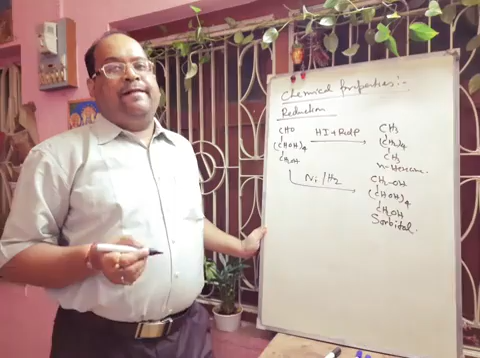 Chemical properties:-
Reduction
CHO HI + Red P CH3
(CHOH)4 (CH2)4
CH2OH CH3
n-Hexane.
Ni/H2 CH2-OH
(CHOH)4
CH2OH
Sorbitol.